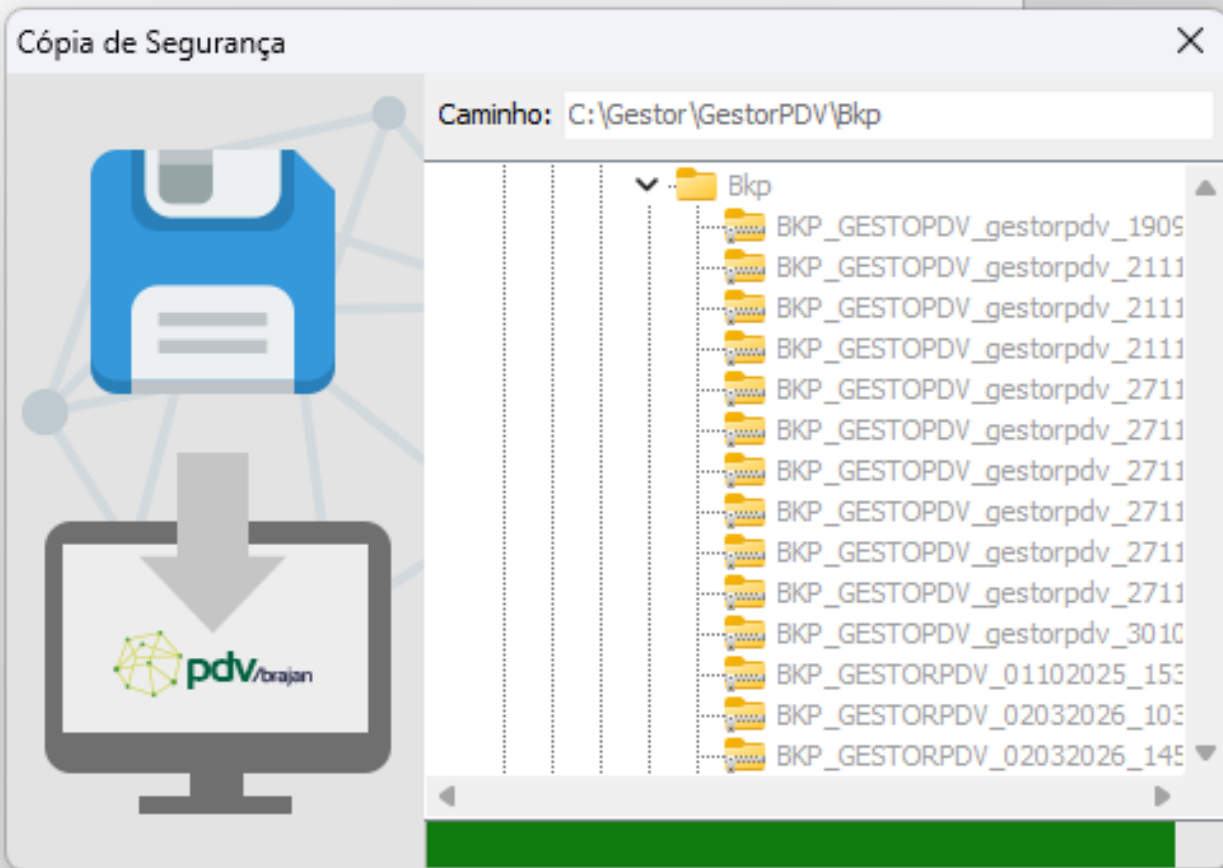 Cópia de Segurança
Caminho: C:\Gestor\GestorPDV\Bkp
Bkp
BKP_GESTOPDV_gestorpdv_1909
BKP_GESTOPDV_gestorpdv_2111
BKP_GESTOPDV_gestorpdv_2111
BKP_GESTOPDV_gestorpdv_2111
BKP_GESTOPDV_gestorpdv_2711
BKP_GESTOPDV_gestorpdv_2711
BKP_GESTOPDV_gestorpdv_2711
BKP_GESTOPDV_gestorpdv_2711
BKP_GESTOPDV_gestorpdv_2711
BKP_GESTOPDV_gestorpdv_2711
BKP_GESTOPDV_gestorpdv_3010
BKP_GESTORPDV_01102025_153
BKP_GESTORPDV_02032026_103
BKP_GESTORPDV_02032026_145
pdv/brajan